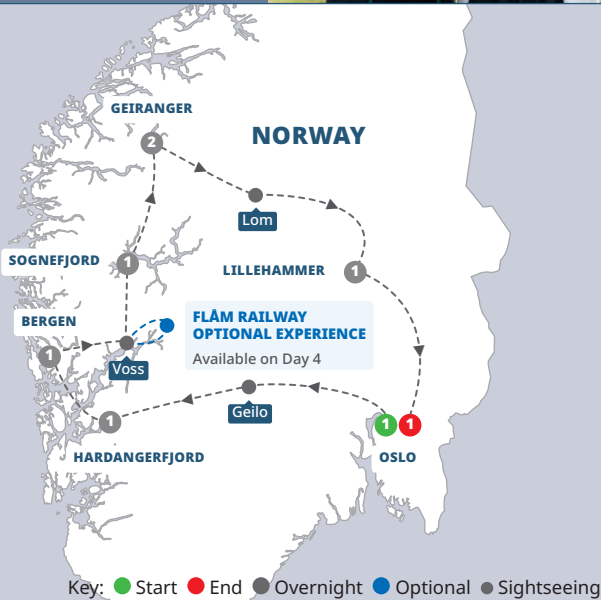 GEIRANGER
NORWAY
2
Lom
SOGNEFJORD
1
LILLEHAMMER
1
BERGEN
FLÅM RAILWAY
OPTIONAL EXPERIENCE
Available on Day 4
1
Voss
Geilo
1
1
1
HARDANGERFJORD
OSLO
Key: Start End Overnight Optional Sightseeing